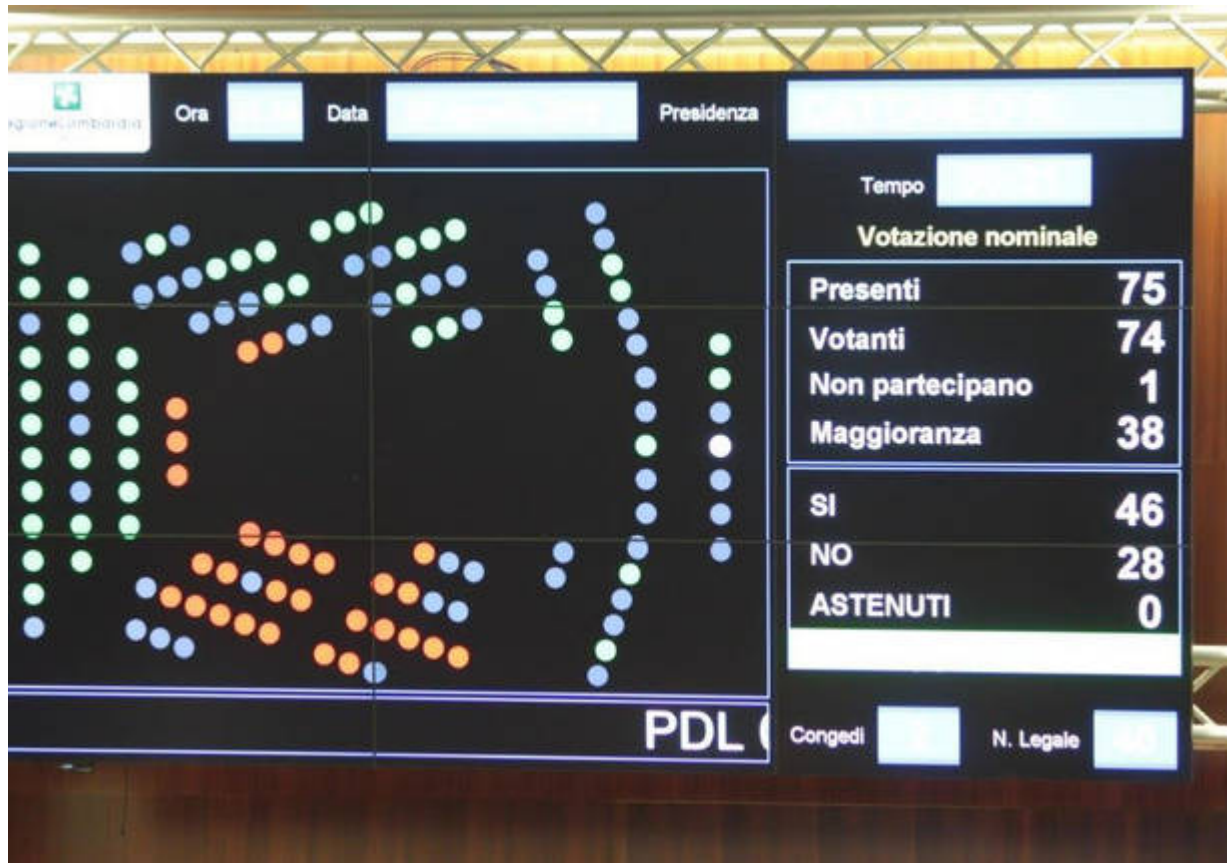 RegioneLombardia
Ora Data Presidenza
Tempo
Votazione nominale
Presenti 75
Votanti 74
Non partecipano 1
Maggioranza 38
SI 46
NO 28
ASTENUTI 0
PDL
Congedi N. Legale